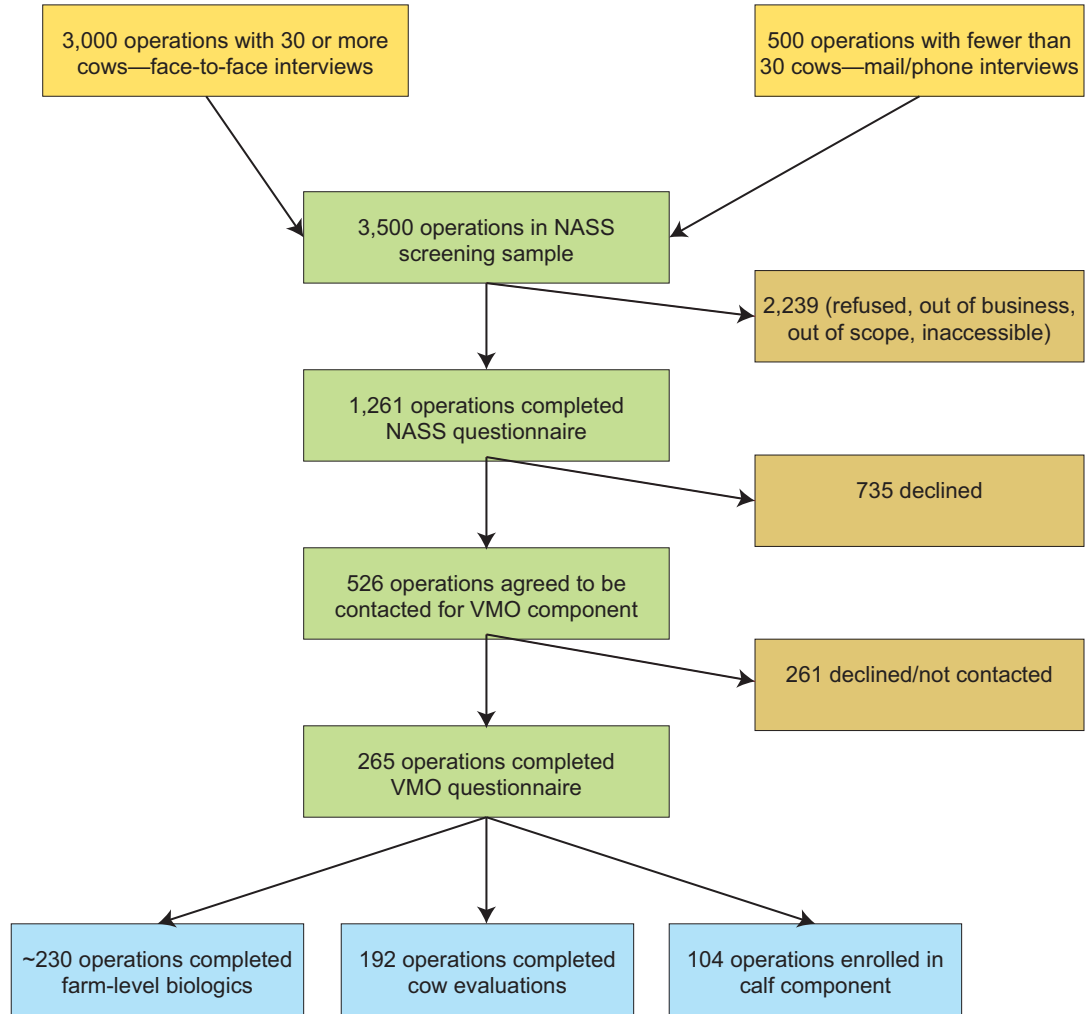 3,000 operations with 30 or more
cows—face-to-face interviews
500 operations with fewer than
30 cows—mail/phone interviews
3,500 operations in NASS
screening sample
2,239 (refused, out of business,
out of scope, inaccessible)
1,261 operations completed
NASS questionnaire
735 declined
526 operations agreed to be
contacted for VMO component
261 declined/not contacted
265 operations completed
VMO questionnaire
~230 operations completed
farm-level biologics
192 operations completed
cow evaluations
104 operations enrolled in
calf component